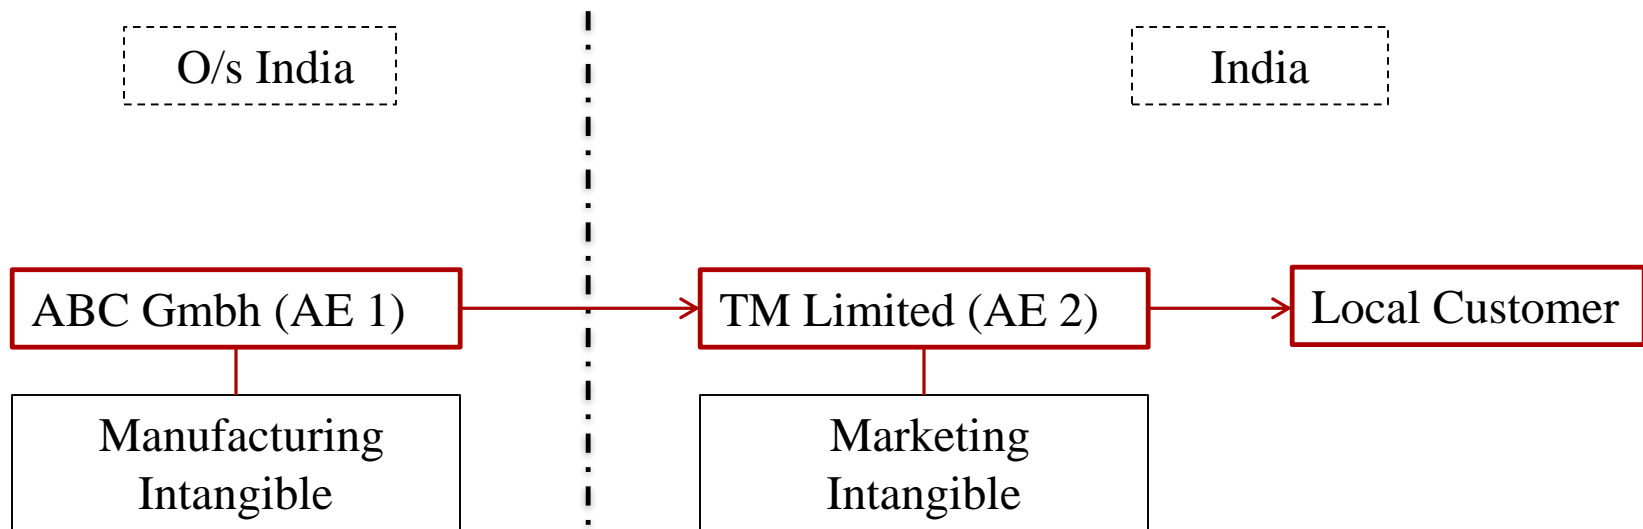 O/s India
India
ABC Gmbh (AE 1)
TM Limited (AE 2)
Local Customer
Manufacturing
Intangible
Marketing
Intangible